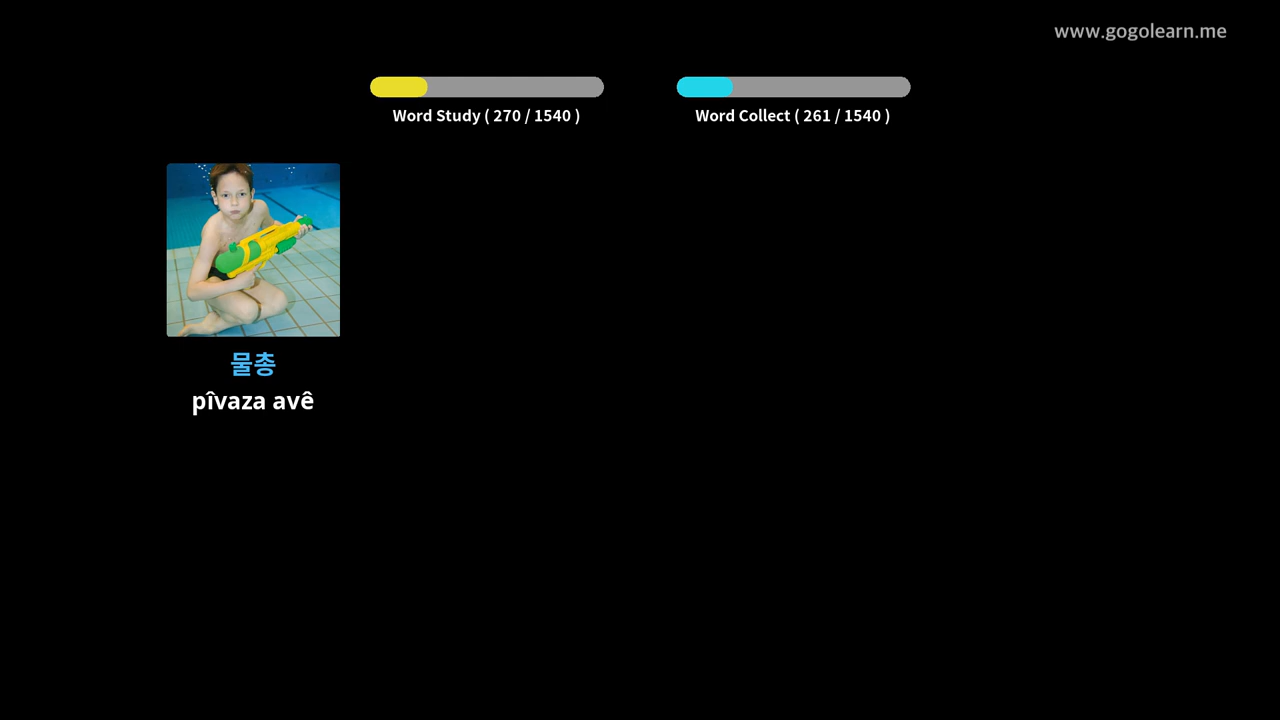 www.gogolearn.me
Word Study ( 270 / 1540 )
Word Collect ( 261 / 1540 )
물총
pîvaza avê